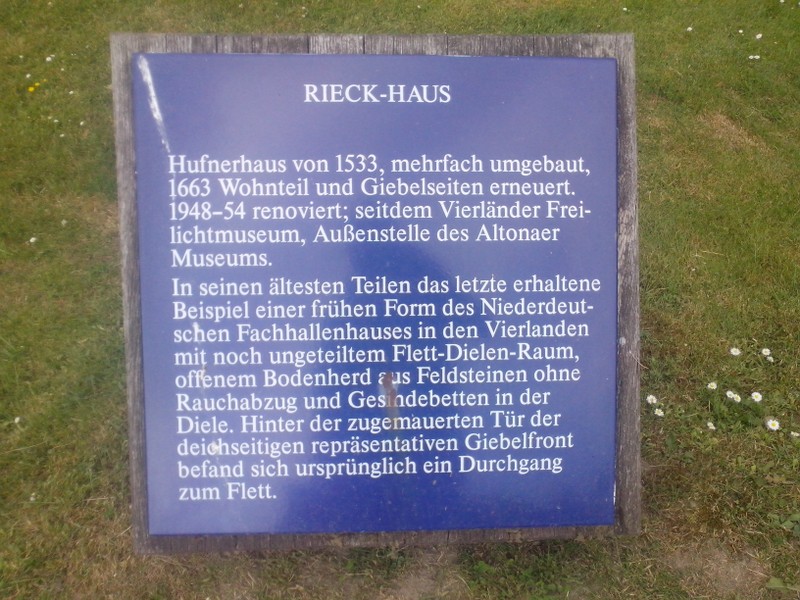 RIECK-HAUS
Hufnerhaus von 1533, mehrfach umgebaut,
1663 Wohnteil und Giebelseiten erneuert.
1948-54 renoviert; seitdem Vierländer Frei-
lichtmuseum, Außenstelle des Altonaer
Museums.
In seinen ältesten Teilen das letzte erhaltene
Beispiel einer frühen Form des Niederdeut-
schen Fachhallenhauses in den Vierlanden
mit noch ungeteiltem Flett-Dielen-Raum,
offenem Bodenherd aus Feldsteinen ohne
Rauchabzug und Gesindebetten in der
Diele. Hinter der zugemauerten Tür der
deichseitigen repräsentativen Giebelfront
befand sich ursprünglich ein Durchgang
zum Flett.